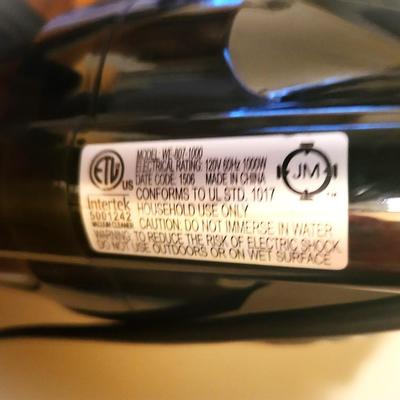 MODEL: WE-607-1000
ELECTRICAL RATING: 120V 60Hz 1000W
DATE CODE: 1506 MADE IN CHINA
CONFORMS TO UL STD. 1017
HOUSEHOLD USE ONLY
CAUTION: DO NOT IMMERSE IN WATER
WARNING: TO REDUCE THE RISK OF ELECTRIC SHOCK
DO NOT USE OUTDOORS OR ON WET SURFACE
ETL
US
Intertek
5001242
VACUUM CLEANER
JM
TM